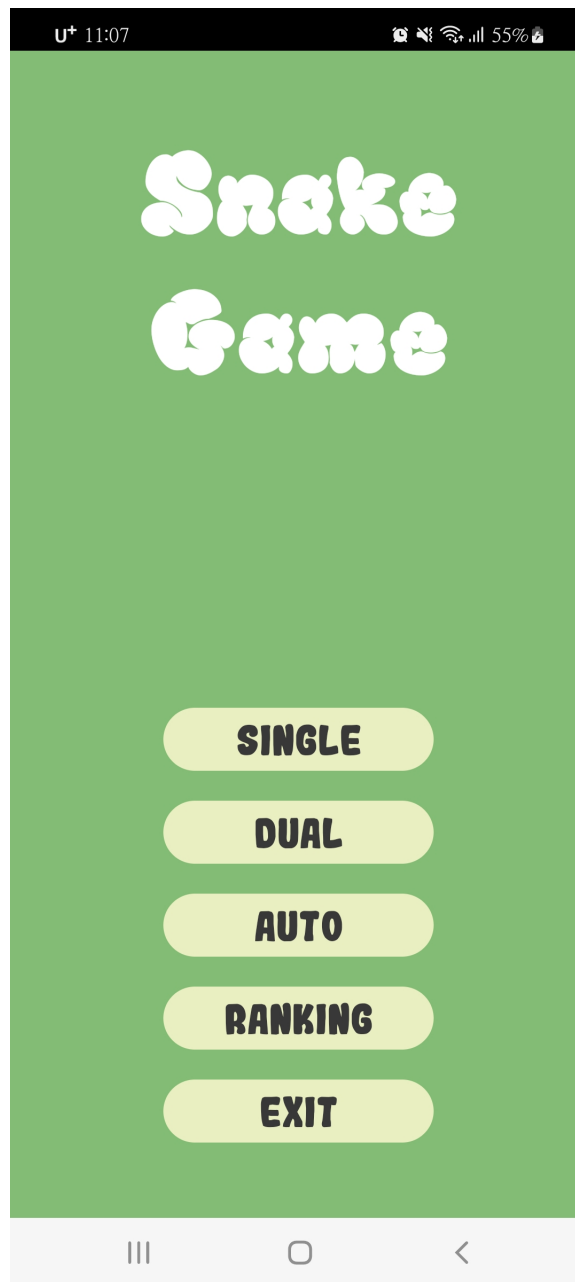 U+ 11:07 55%
Snake
Game
SINGLE
DUAL
AUTO
RANKING
EXIT